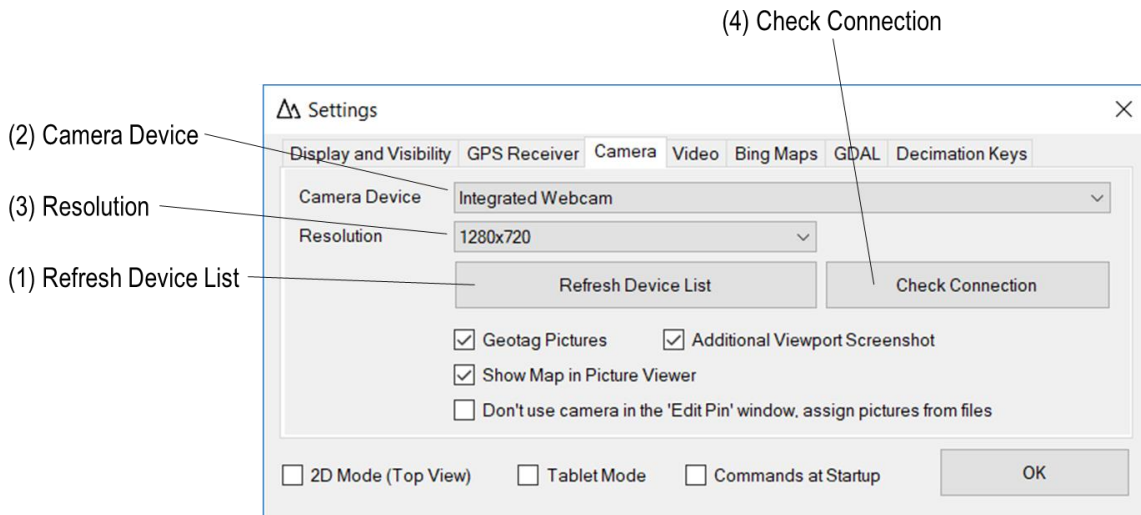 (4) Check Connection
Settings
(2) Camera Device
Display and Visibility GPS Receiver Camera Video Bing Maps GDAL Decimation Keys
Camera Device Integrated Webcam
(3) Resolution
Resolution 1280x720
(1) Refresh Device List
Refresh Device List Check Connection
Geotag Pictures Additional Viewport Screenshot
Show Map in Picture Viewer
Don't use camera in the 'Edit Pin' window, assign pictures from files
2D Mode (Top View) Tablet Mode Commands at Startup OK